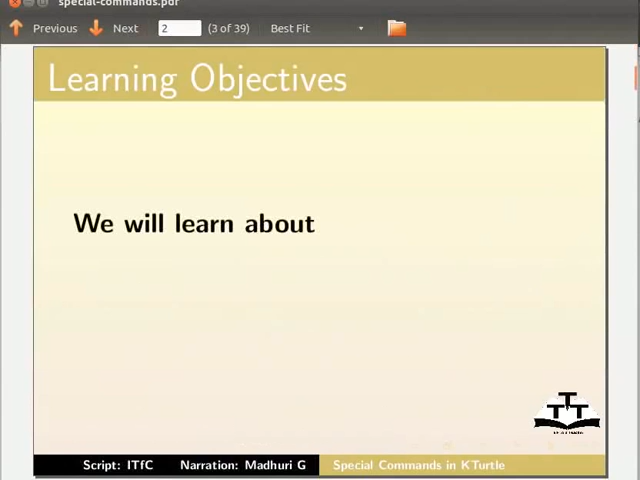 special-commands.pdf
Previous Next 2 (3 of 39) Best Fit
Learning Objectives
We will learn about
TTT
Script: ITfC Narration: Madhuri G Special Commands in KTurtle